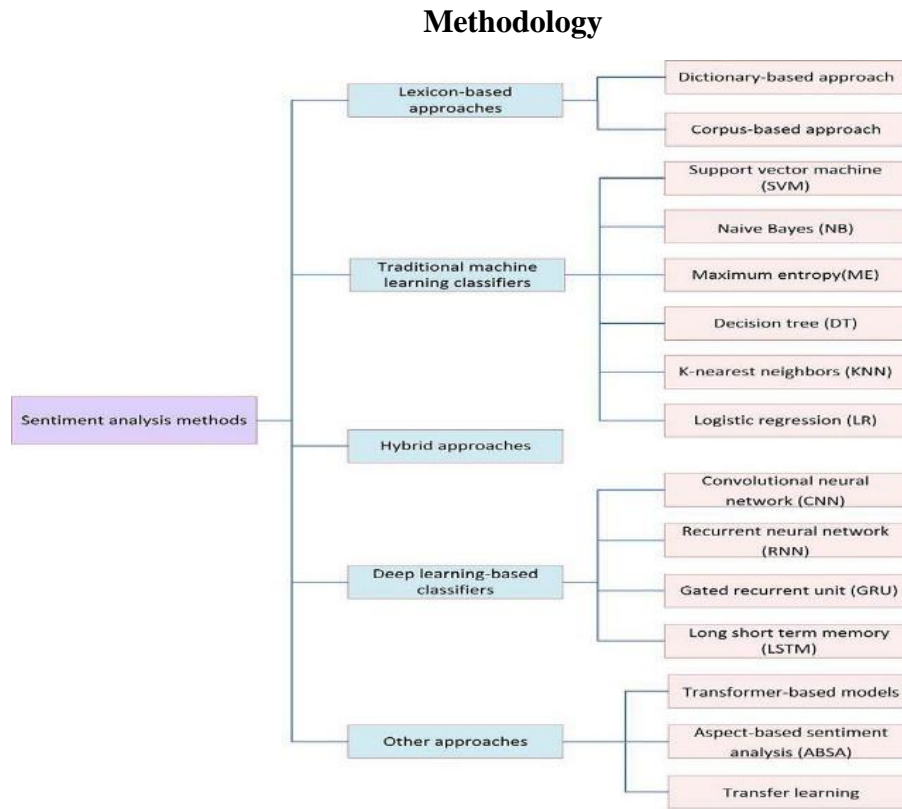 Methodology
Dictionary-based approach
Lexicon-based
approaches
Corpus-based approach
Support vector machine
(SVM)
Naive Bayes (NB)
Traditional machine
learning classifiers
Maximum entropy(ME)
Decision tree (DT)
K-nearest neighbors (KNN)
Sentiment analysis methods
Logistic regression (LR)
Hybrid approaches
Convolutional neural
network (CNN)
Recurrent neural network
(RNN)
Deep learning-based
classifiers
Gated recurrent unit (GRU)
Long short term memory
(LSTM)
Transformer-based models
Other approaches
Aspect-based sentiment
analysis (ABSA)
Transfer learning